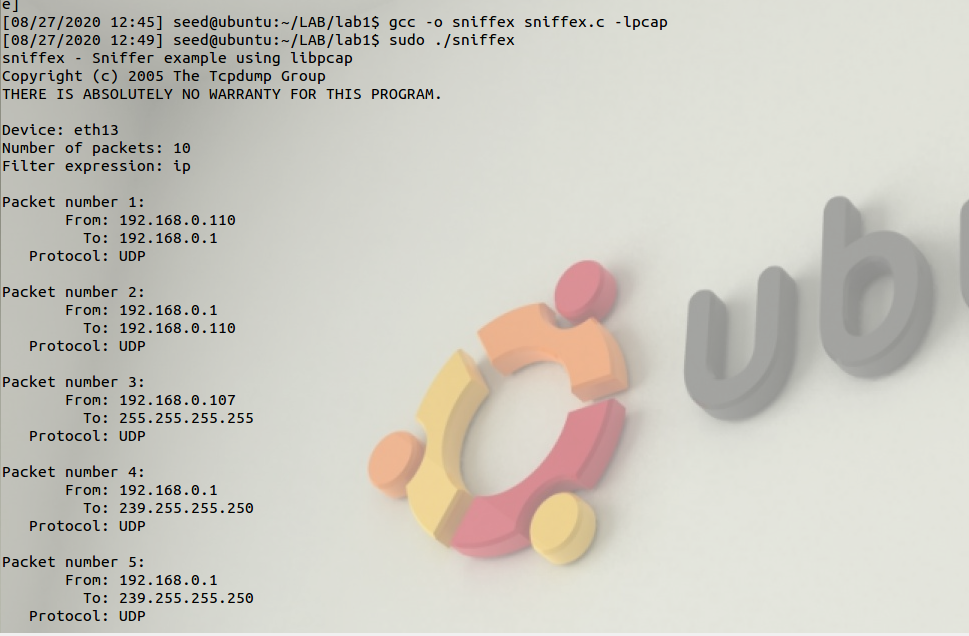 e]
[08/27/2020 12:45] seed@ubuntu:~/LAB/lab1$ gcc -o sniffex sniffex.c -lpcap
[08/27/2020 12:49] seed@ubuntu:~/LAB/lab1$ sudo ./sniffex
sniffex - Sniffer example using libpcap
Copyright (c) 2005 The Tcpdump Group
THERE IS ABSOLUTELY NO WARRANTY FOR THIS PROGRAM.
Device: eth13
Number of packets: 10
Filter expression: ip
Packet number 1:
From: 192.168.0.110
To: 192.168.0.1
Protocol: UDP
Packet number 2:
From: 192.168.0.1
To: 192.168.0.110
Protocol: UDP
Packet number 3:
From: 192.168.0.107
To: 255.255.255.255
Protocol: UDP
Packet number 4:
From: 192.168.0.1
To: 239.255.255.250
Protocol: UDP
Packet number 5:
From: 192.168.0.1
To: 239.255.255.250
Protocol: UDP
ub